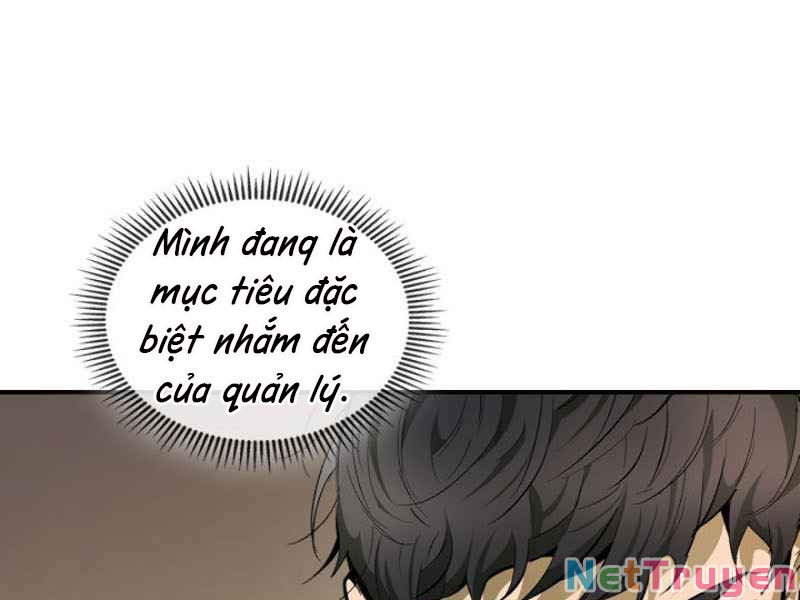 Mình đang là
mục tiêu đặc
biệt nhắm đến
của quản lý.
NetTruyen